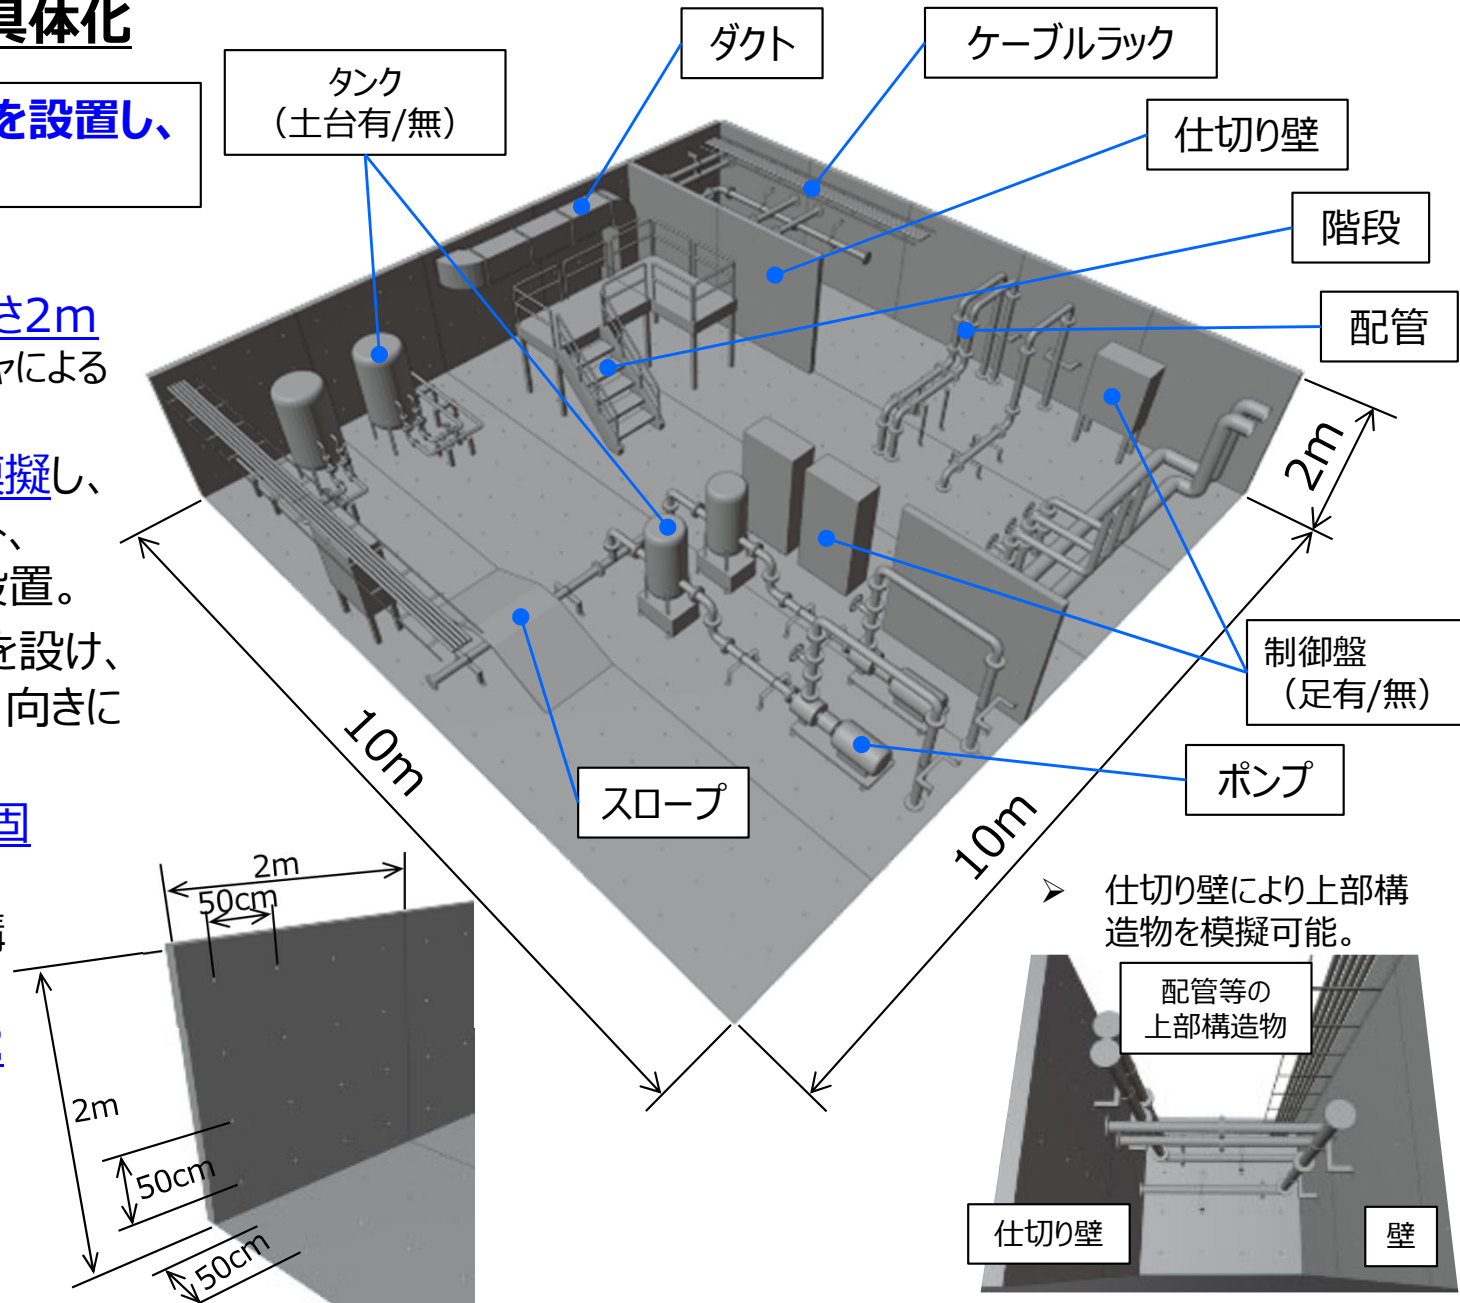 具体化
を設置し、
さ2m
ャによる
模擬し、
、
設置。
を設け、
向きに
固
構
タンク
（土台有/無）
ダクト
ケーブルラック
仕切り壁
階段
配管
2m
制御盤
（足有/無）
ポンプ
スロープ
10m
10m
2m
50cm
2m
50cm
50cm
➢ 仕切り壁により上部構
造物を模擬可能。
配管等の
上部構造物
仕切り壁
壁